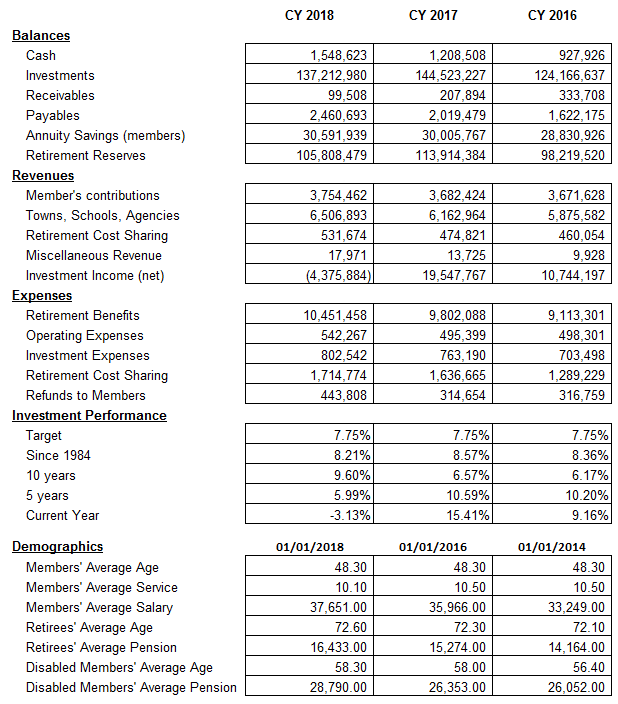 CY 2018 CY 2017 CY 2016
Balances
Cash 1,548,623 1,208,508 927,926
Investments 137,212,980 144,523,227 124,166,637
Receivables 99,508 207,894 333,708
Payables 2,460,693 2,019,479 1,622,175
Annuity Savings (members) 30,591,939 30,005,767 28,830,926
Retirement Reserves 105,808,479 113,914,384 98,219,520
Revenues
Member's contributions 3,754,462 3,682,424 3,671,628
Towns, Schools, Agencies 6,506,893 6,162,964 5,875,582
Retirement Cost Sharing 531,674 474,821 460,054
Miscellaneous Revenue 17,971 13,725 9,928
Investment Income (net) (4,375,884) 19,547,767 10,744,197
Expenses
Retirement Benefits 10,451,458 9,802,088 9,113,301
Operating Expenses 542,267 495,399 498,301
Investment Expenses 802,542 763,190 703,498
Retirement Cost Sharing 1,714,774 1,636,665 1,289,229
Refunds to Members 443,808 314,654 316,759
Investment Performance
Target 7.75% 7.75% 7.75%
Since 1984 8.21% 8.57% 8.36%
10 years 9.60% 6.57% 6.17%
5 years 5.99% 10.59% 10.20%
Current Year -3.13% 15.41% 9.16%
Demographics 01/01/2018 01/01/2016 01/01/2014
Members' Average Age 48.30 48.30 48.30
Members' Average Service 10.10 10.50 10.50
Members' Average Salary 37,651.00 35,966.00 33,249.00
Retirees' Average Age 72.60 72.30 72.10
Retirees' Average Pension 16,433.00 15,274.00 14,164.00
Disabled Members' Average Age 58.30 58.00 56.40
Disabled Members' Average Pension 28,790.00 26,353.00 26,052.00